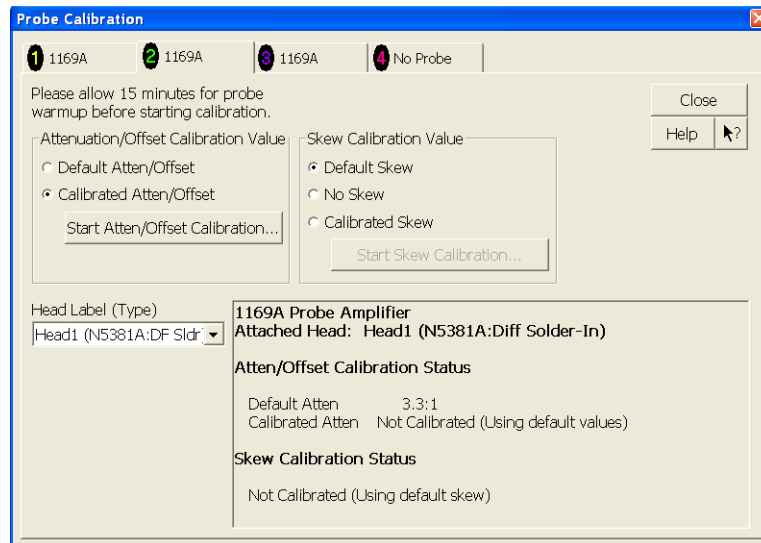 Probe Calibration
1 1169A 2 1169A 3 1169A 4 No Probe
Please allow 15 minutes for probe
warmup before starting calibration.
Close
Help ?
Attenuation/Offset Calibration Value
Default Atten/Offset
Calibrated Atten/Offset
Start Atten/Offset Calibration...
Skew Calibration Value
Default Skew
No Skew
Calibrated Skew
Start Skew Calibration...
Head Label (Type)
Head1 (N5381A:DF Sldr
1169A Probe Amplifier
Attached Head: Head1 (N5381A:Diff Solder-In)
Atten/Offset Calibration Status
Default Atten 3.3:1
Calibrated Atten Not Calibrated (Using default values)
Skew Calibration Status
Not Calibrated (Using default skew)